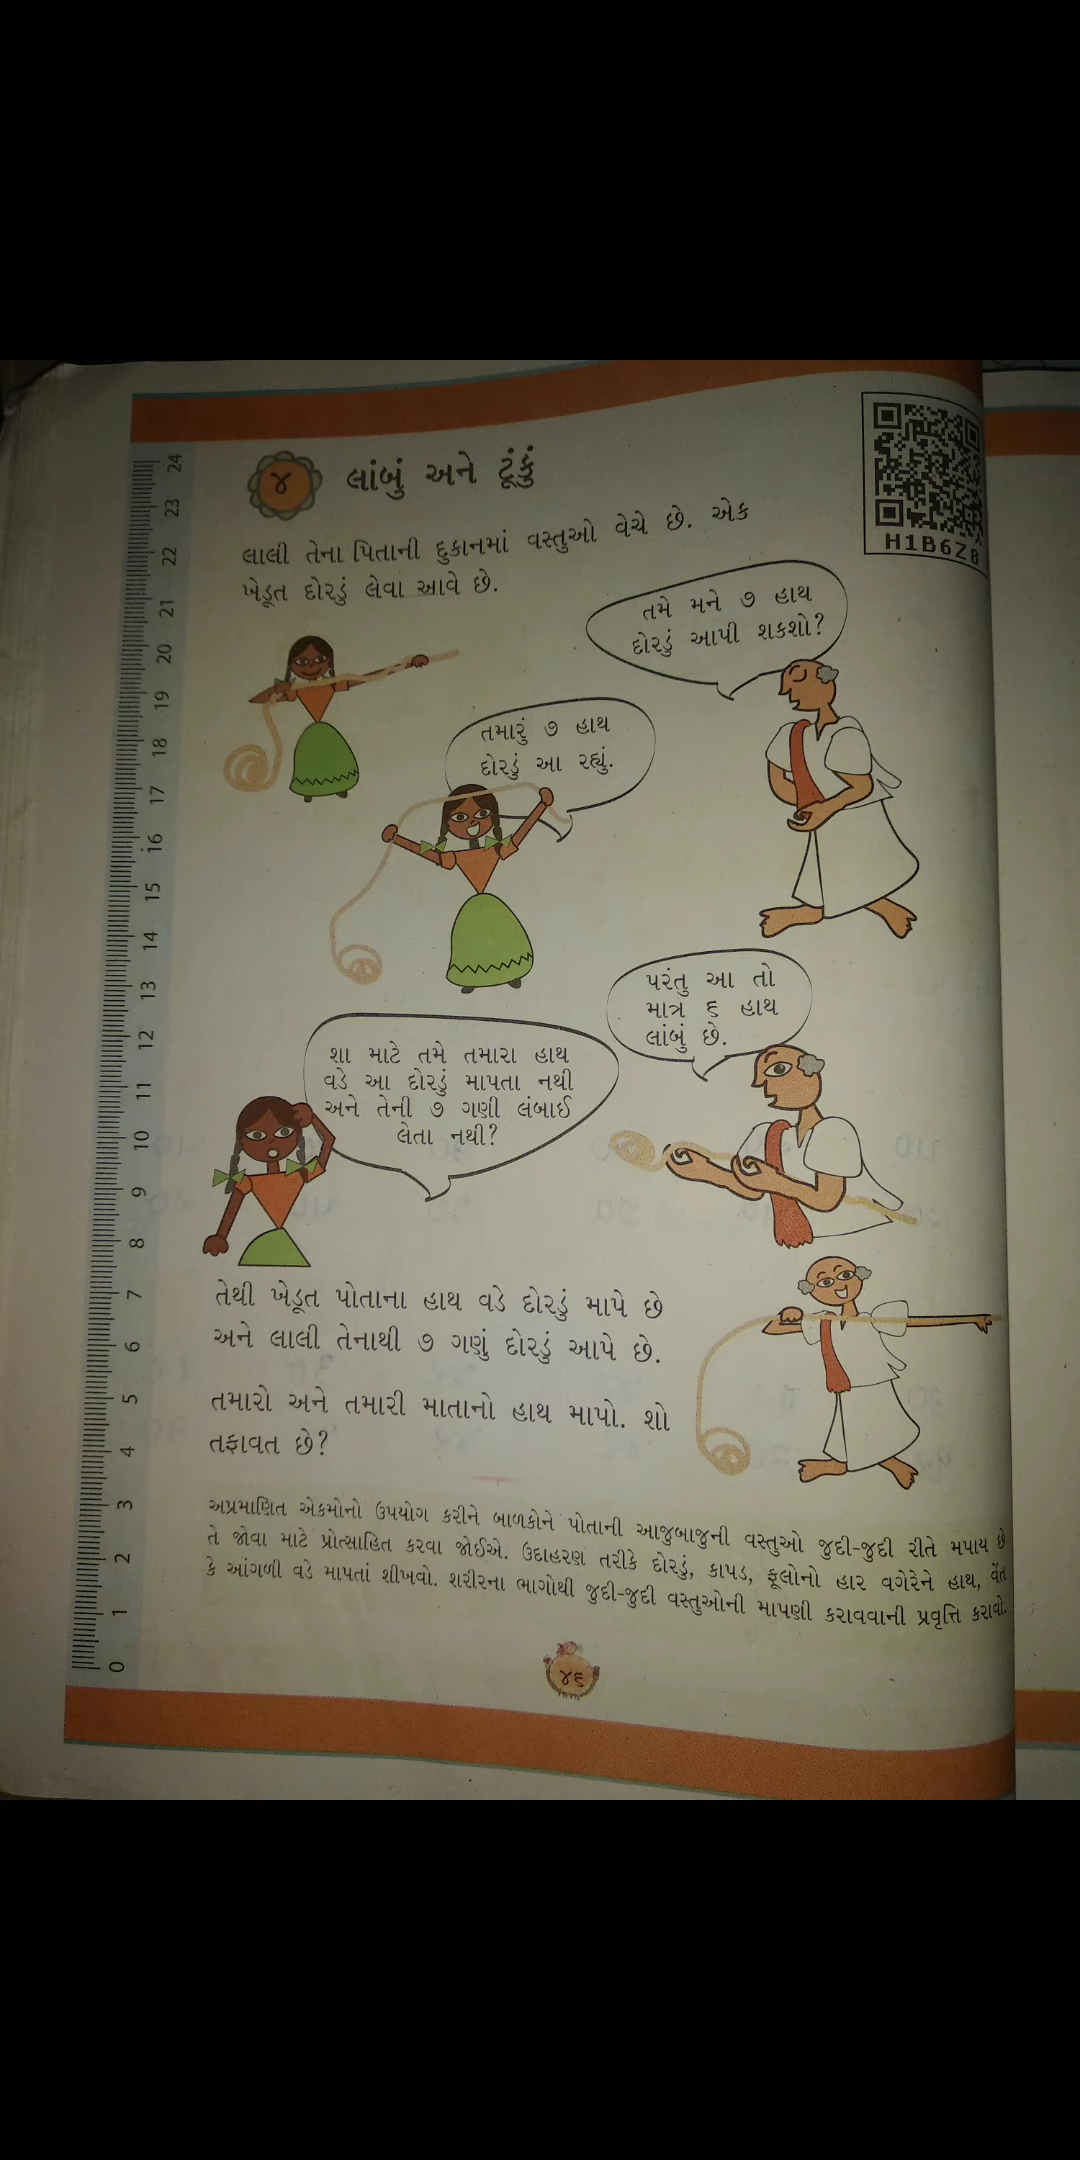 ૪ લાંબું અને ટૂંકું
લાલી તેના પિતાની દુકાનમાં વસ્તુઓ વેચે છે. એક
ખેડૂત દોરડું લેવા આવે છે.
H1B6Z8
તમે મને ૭ હાથ
દોરડું આપી શકશો?
તમારું ૭ હાથ
દોરડું આ રહ્યું.
પરંતુ આ તો
માત્ર ૬ હાથ
લાંબું છે.
શા માટે તમે તમારા હાથ
વડે આ દોરડું માપતા નથી
અને તેની ૭ ગણી લંબાઈ
લેતા નથી?
તેથી ખેડૂત પોતાના હાથ વડે દોરડું માપે છે
અને લાલી તેનાથી ૭ ગણું દોરડું આપે છે.
તમારો અને તમારી માતાનો હાથ માપો. શો
તફાવત છે?
અપ્રમાણિત એકમોનો ઉપયોગ કરીને બાળકોને પોતાની આજુબાજુની વસ્તુઓ જુદી-જુદી રીતે મપાય છે
તે જોવા માટે પ્રોત્સાહિત કરવા જોઈએ. ઉદાહરણ તરીકે દોરડું, કાપડ, ફૂલોનો હાર વગેરેને હાથ, વેંત
કે આંગળી વડે માપતાં શીખવો. શરીરના ભાગોથી જુદી-જુદી વસ્તુઓની માપણી કરાવવાની પ્રવૃત્તિ કરાવો.
૪૬
24
23
22
21
20
19
18
17
16
15
14
13
12
11
10
9
8
7
6
5
4
3
2
1
0